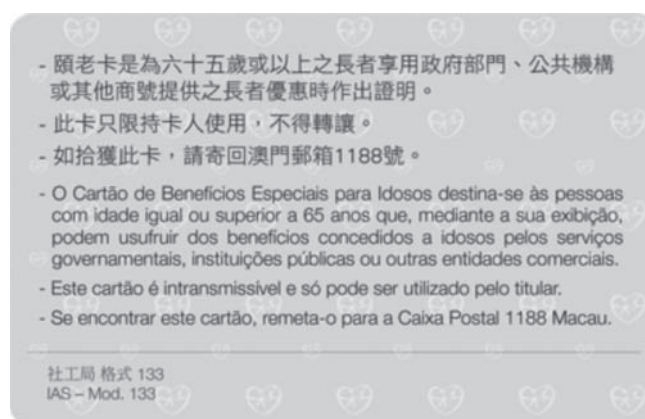 - 頤老卡是為六十五歲或以上之長者享用政府部門、公共機構
或其他商號提供之長者優惠時作出證明。
- 此卡只限持卡人使用，不得轉讓。
- 如拾獲此卡，請寄回澳門郵箱1188號。
- O Cartão de Benefícios Especiais para Idosos destina-se às pessoas
com idade igual ou superior a 65 anos que, mediante a sua exibição,
podem usufruir dos benefícios concedidos a idosos pelos serviços
governamentais, instituições públicas ou outras entidades comerciais.
- Este cartão é intransmissível e só pode ser utilizado pelo titular.
- Se encontrar este cartão, remeta-o para a Caixa Postal 1188 Macau.
社工局 格式 133
IAS – Mod. 133